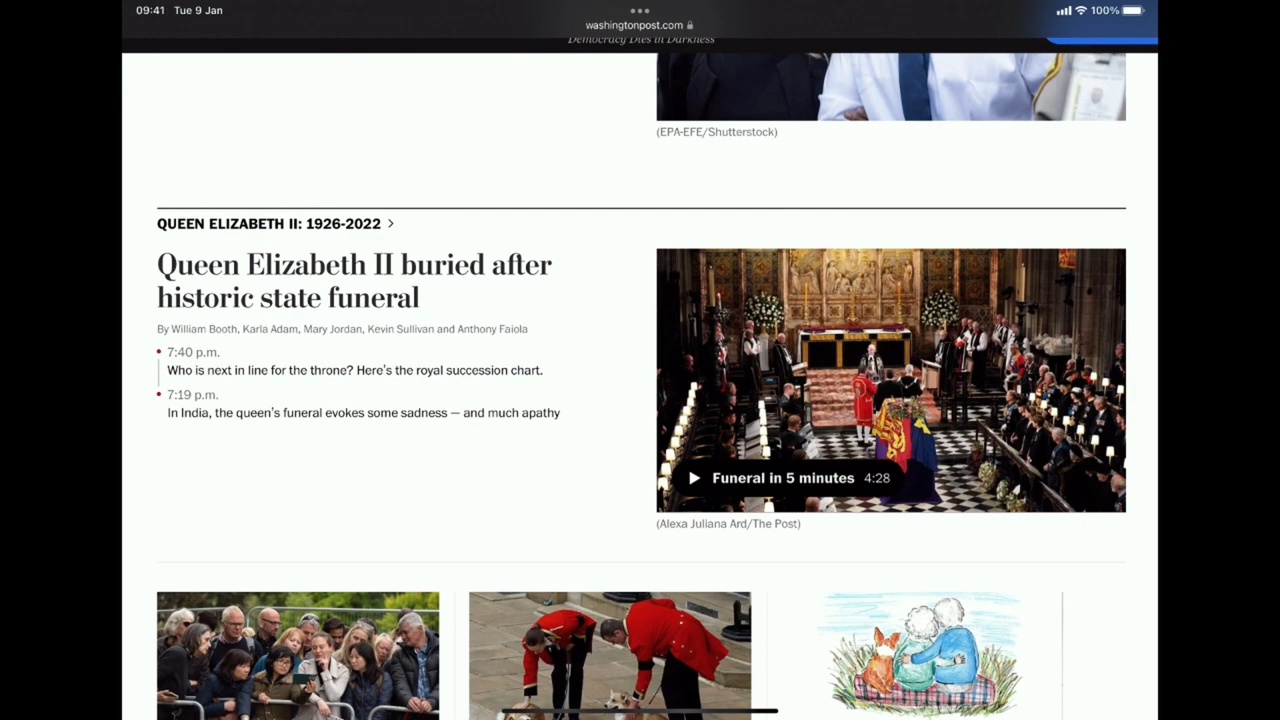 09:41 Tue 9 Jan
washingtonpost.com
100%
Democracy Dies in Darkness
(EPA-EFE/Shutterstock)
QUEEN ELIZABETH II: 1926-2022 >
Queen Elizabeth II buried after
historic state funeral
By William Booth, Karla Adam, Mary Jordan, Kevin Sullivan and Anthony Faiola
7:40 p.m.
Who is next in line for the throne? Here's the royal succession chart.
7:19 p.m.
In India, the queen's funeral evokes some sadness — and much apathy
Funeral in 5 minutes 4:28
(Alexa Juliana Ard/The Post)